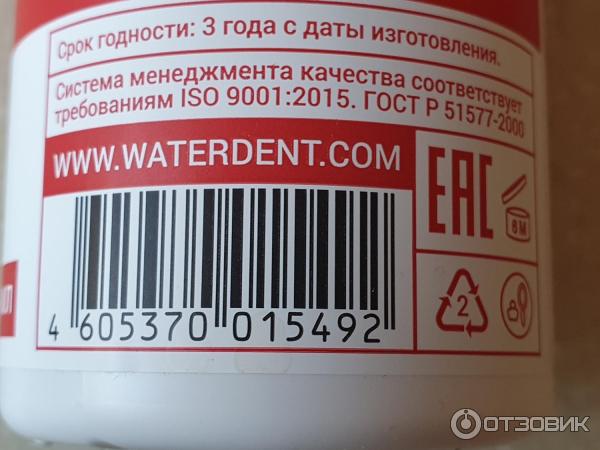 Срок годности: 3 года с даты изготовления.
Система менеджмента качества соответствует
требованиям ISO 9001:2015. ГОСТ Р 51577-2000
WWW.WATERDENT.COM
EAC
2
4 605370 015492
ОТЗОВИК